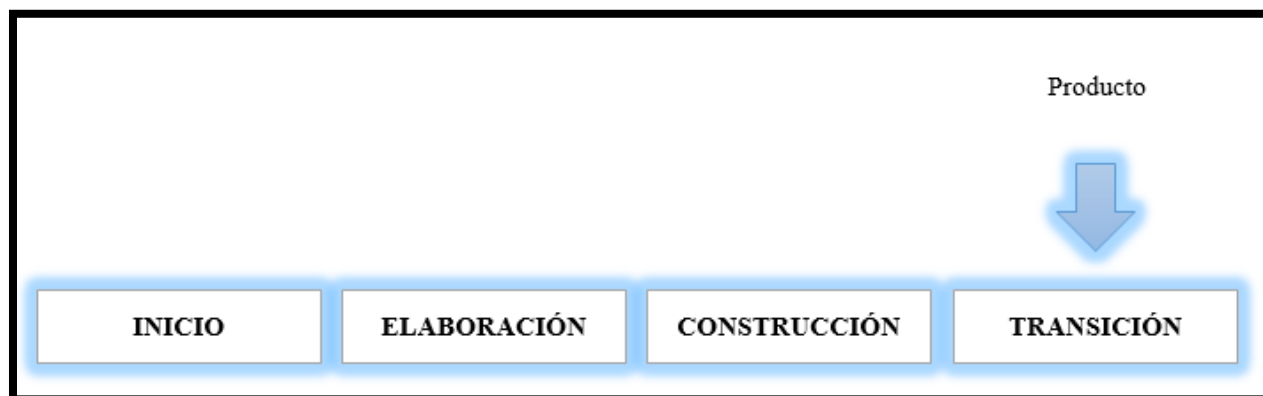 Producto
INICIO
ELABORACIÓN
CONSTRUCCIÓN
TRANSICIÓN